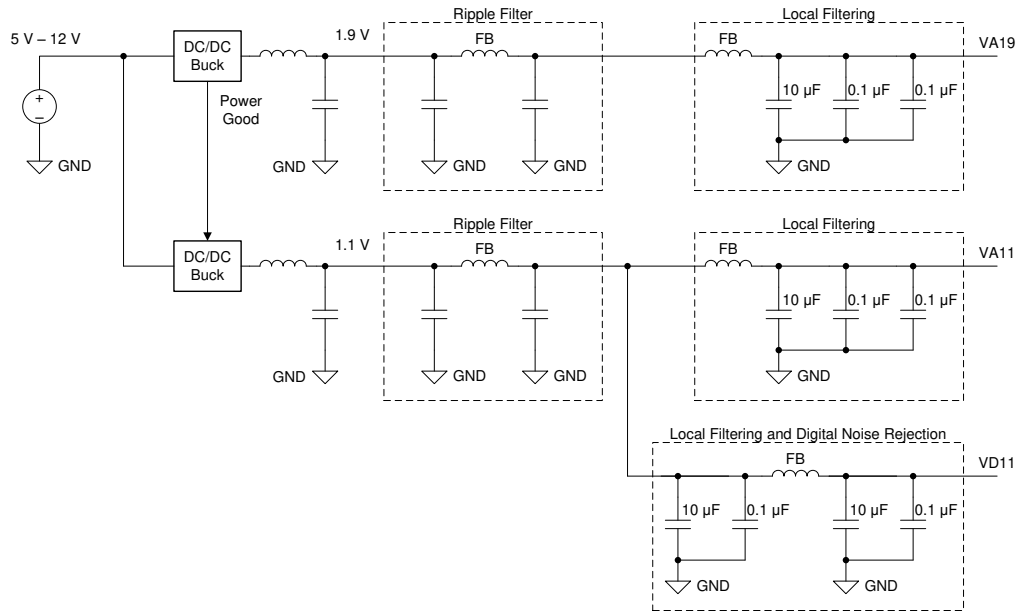 Ripple Filter
Local Filtering
5 V – 12 V
DC/DC
Buck
1.9 V
FB
FB
VA19
+
–
Power
Good
10 µF
0.1 µF
0.1 µF
GND
GND
GND
GND
Ripple Filter
Local Filtering
DC/DC
Buck
1.1 V
FB
FB
VA11
10 µF
0.1 µF
0.1 µF
GND
GND
GND
Local Filtering and Digital Noise Rejection
FB
VD11
10 µF
0.1 µF
10 µF
0.1 µF
GND
GND